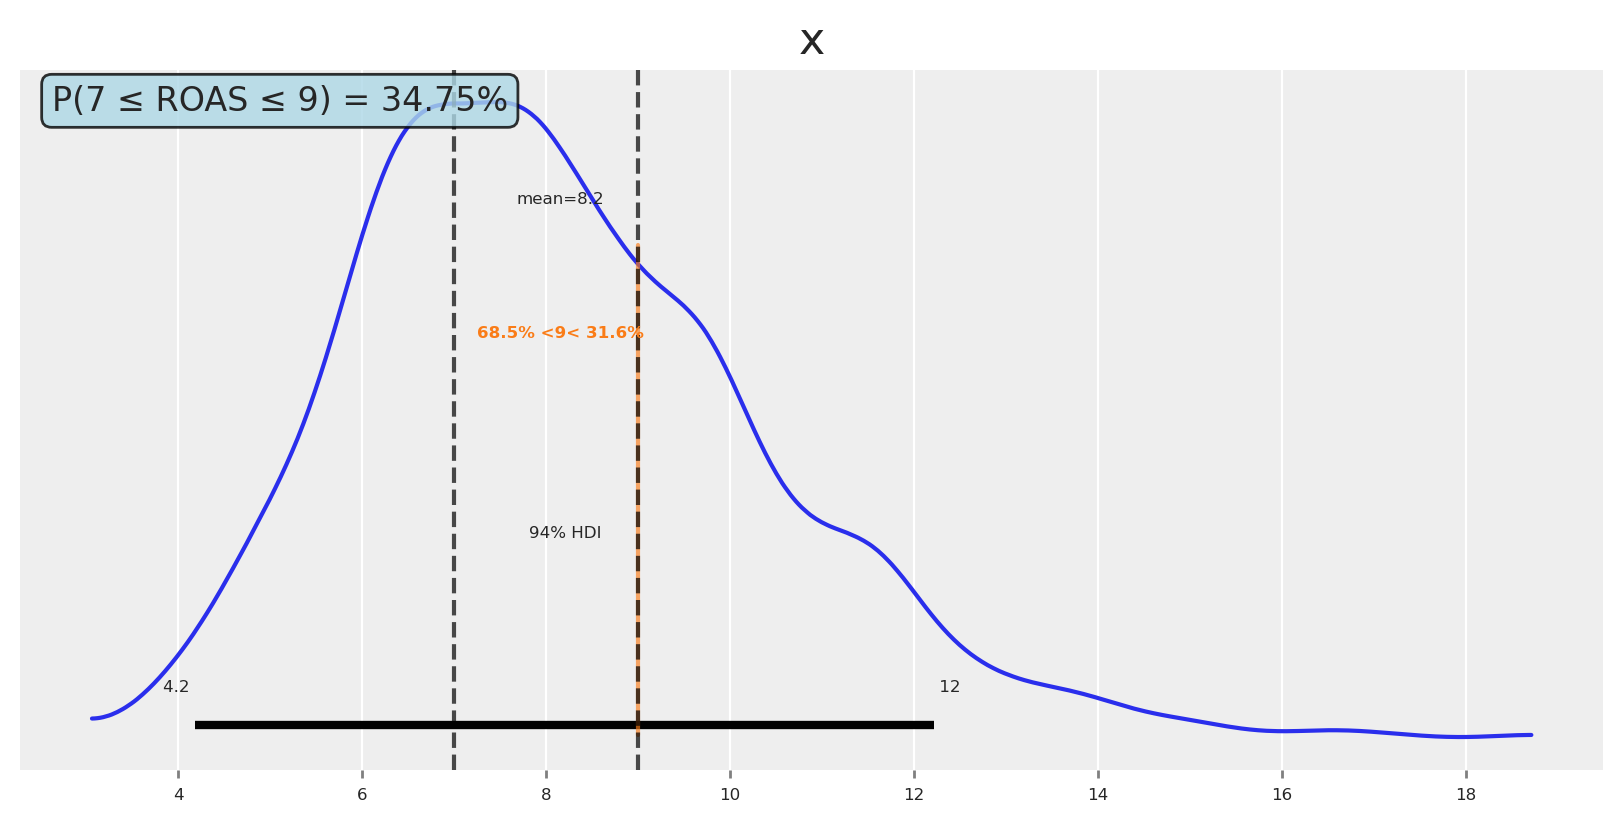 x
P(7 ≤ ROAS ≤ 9) = 34.75%
mean=8.2
68.5% <9< 31.6%
94% HDI
4.2
12
4 6 8 10 12 14 16 18